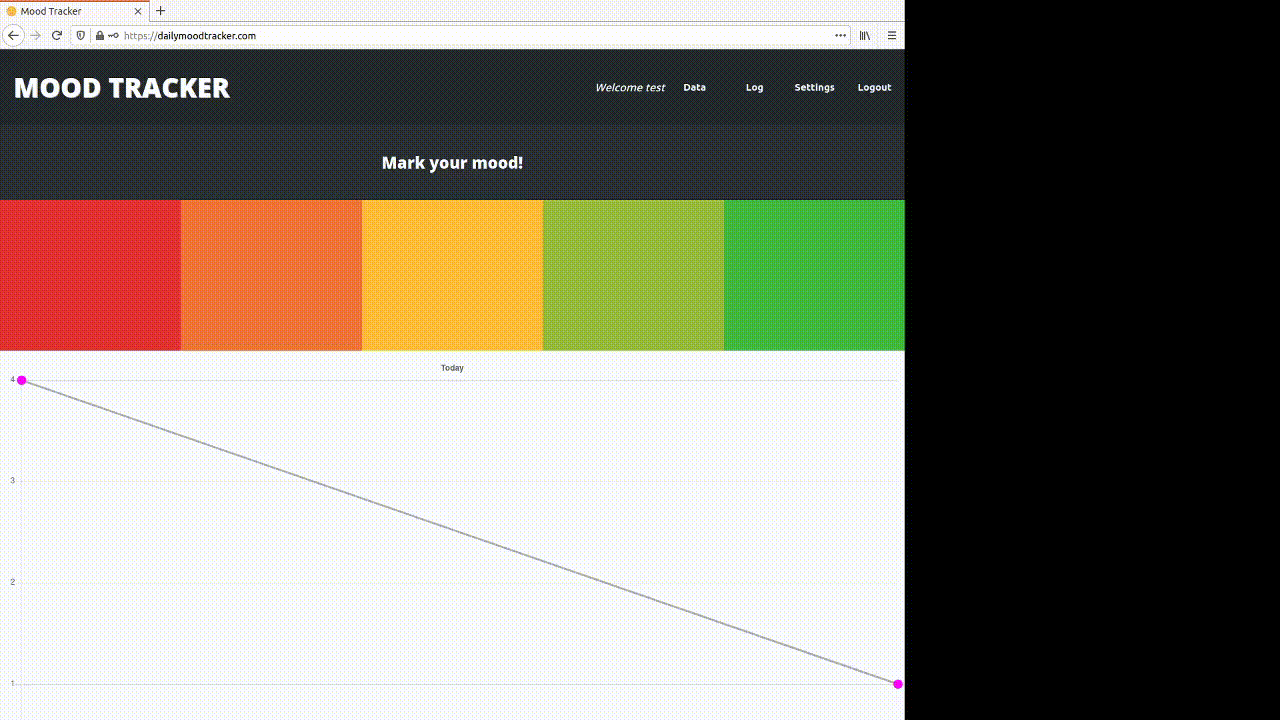 Mood Tracker
https://dailymoodtracker.com
MOOD TRACKER
Welcome test Data Log Settings Logout
Mark your mood!
Today
4
3
2
1